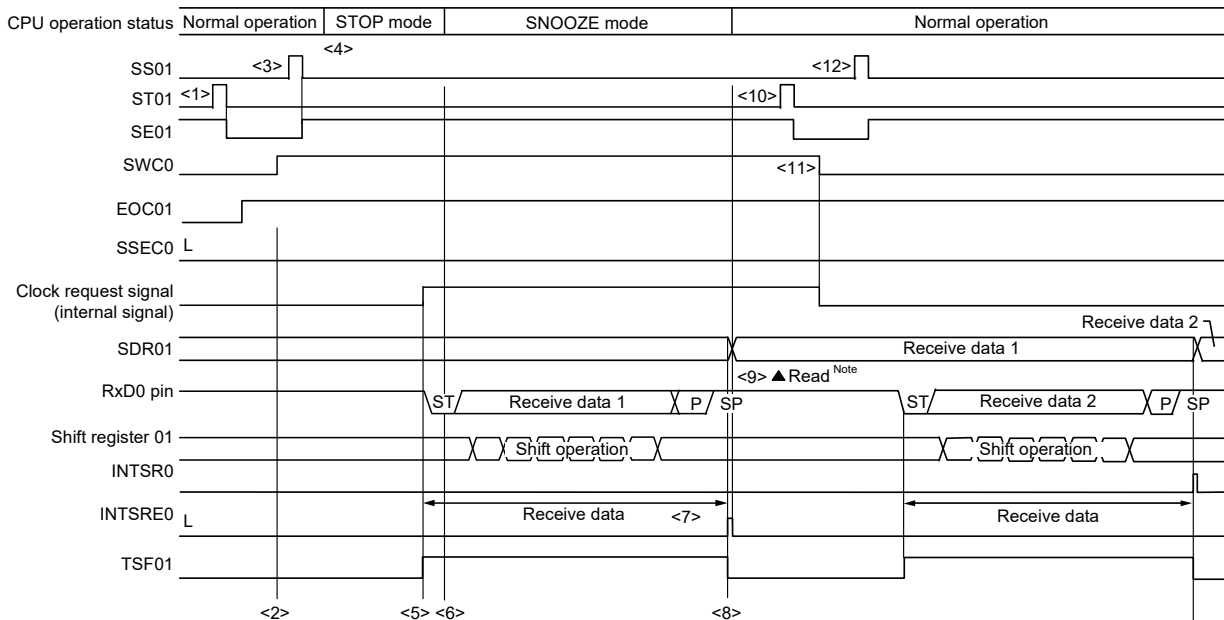 CPU operation status Normal operation STOP mode SNOOZE mode Normal operation
<4>
SS01 <3> <12>
ST01 <1> <10>
SE01
SWC0 <11>
EOC01
SSEC0 L
Clock request signal
(internal signal)
Receive data 2
SDR01 Receive data 1
<9> ▲ Read Note
RxD0 pin ST Receive data 1 P SP ST Receive data 2 P SP
Shift register 01 Shift operation Shift operation
INTSR0
INTSRE0 L Receive data <7> Receive data
TSF01
<2> <5> <6> <8>